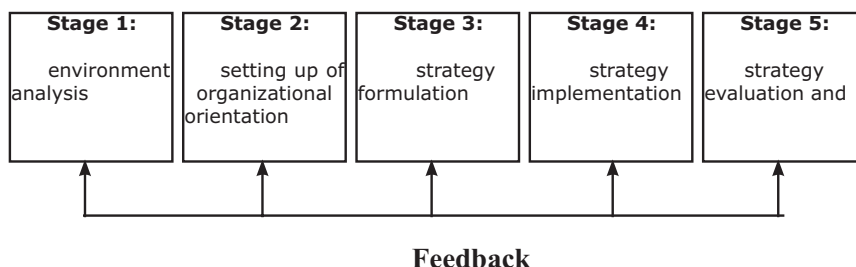 Stage 1:
environment
analysis
Stage 2:
setting up of
organizational
orientation
Stage 3:
strategy
formulation
Stage 4:
strategy
implementation
Stage 5:
strategy
evaluation and
Feedback